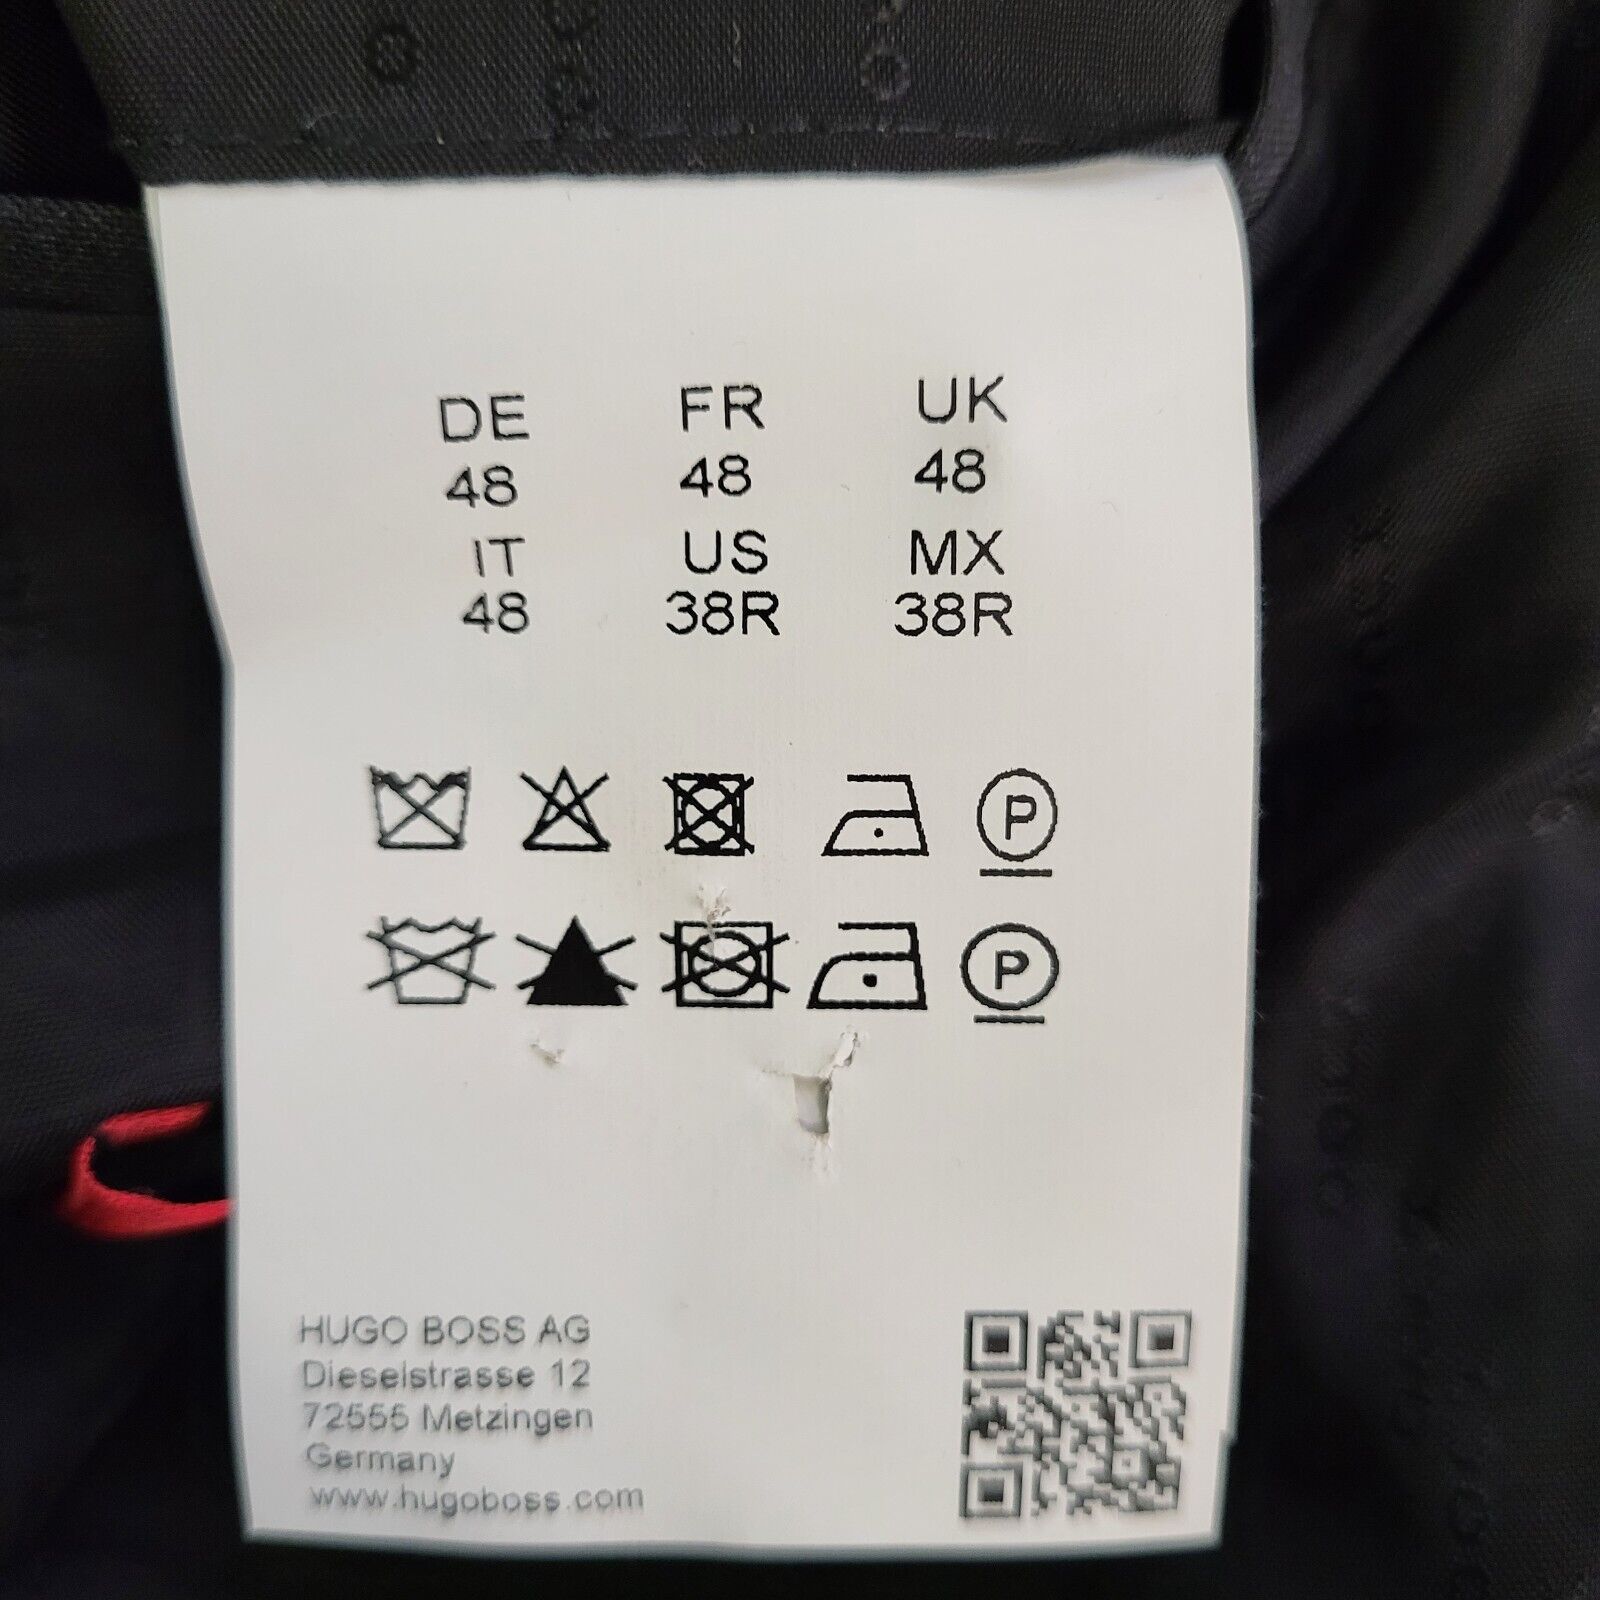 DE FR UK
48 48 48
IT US MX
48 38R 38R
P
P
HUGO BOSS AG
Dieselstrasse 12
72555 Metzingen
Germany
www.hugoboss.com